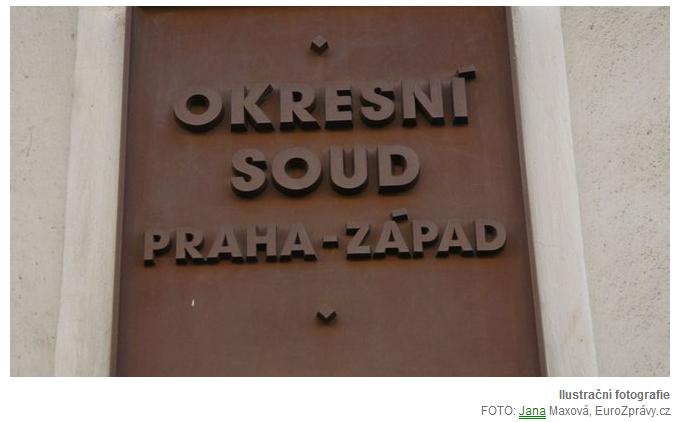 OKRESNÍ
SOUD
PRAHA-ZÁPAD
Ilustrační fotografie
FOTO: Jana Maxová, EuroZprávy.cz